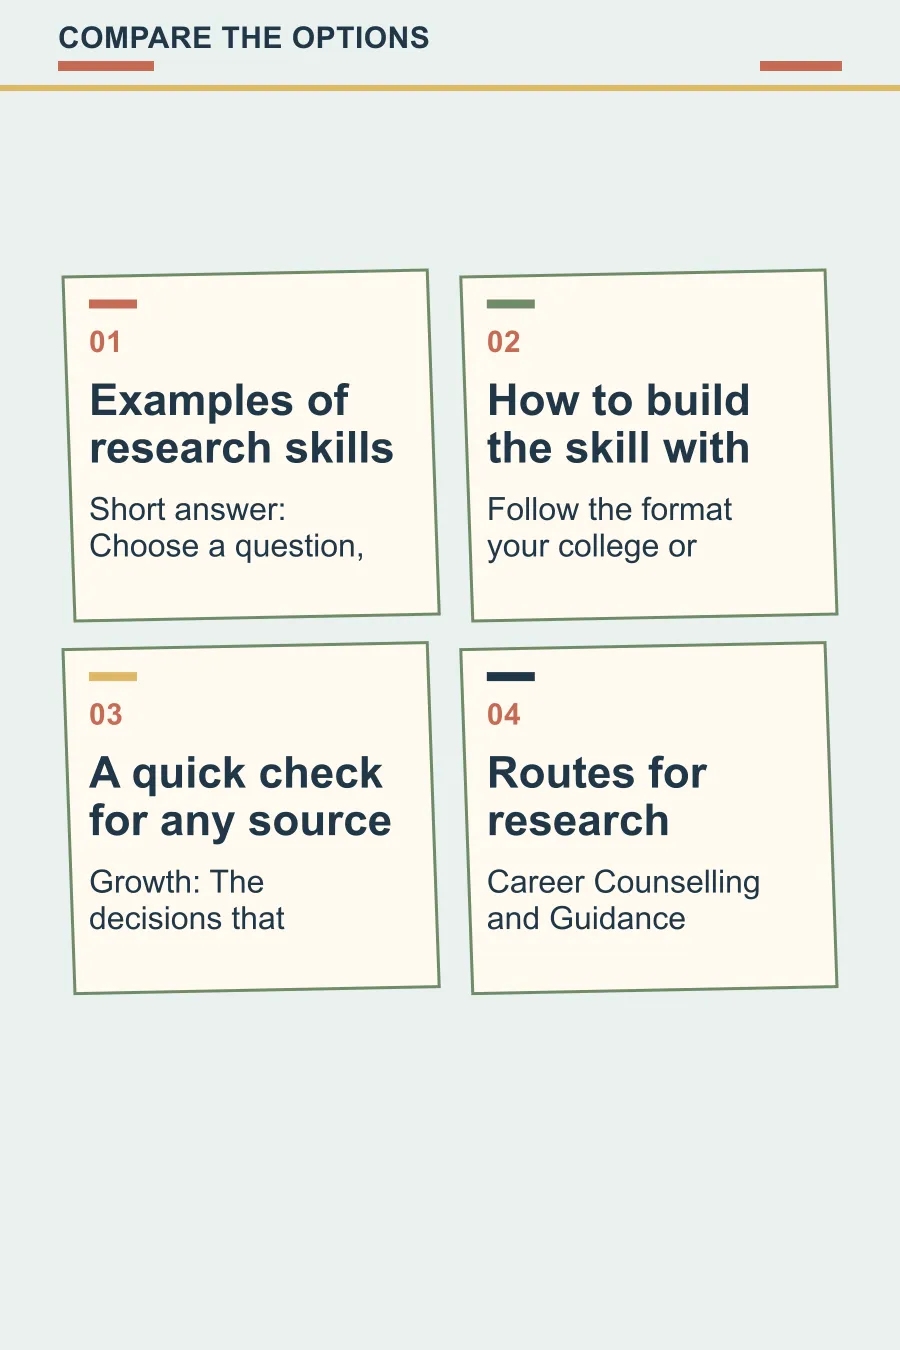 COMPARE THE OPTIONS
01
Examples of
research skills
Short answer:
Choose a question,
02
How to build
the skill with
Follow the format
your college or
03
A quick check
for any source
Growth: The
decisions that
04
Routes for
research
Career Counselling
and Guidance